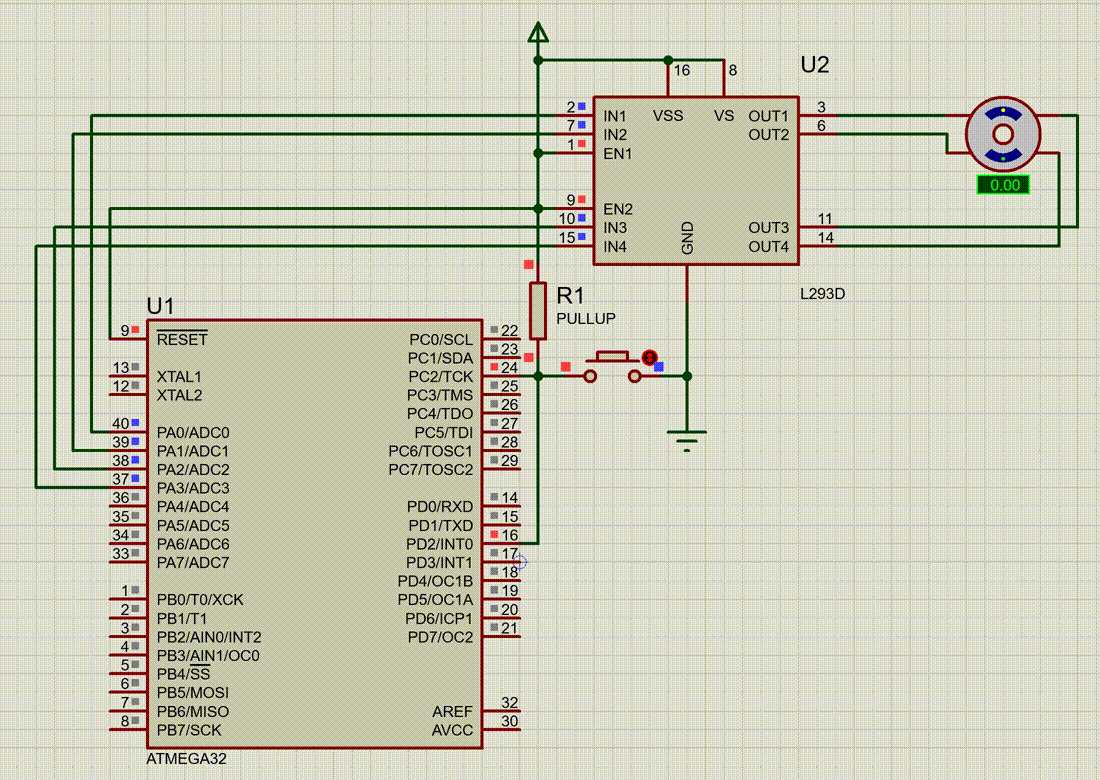 U2
16
8
VSS
VS
2
IN1
7
IN2
1
EN1
9
EN2
10
IN3
15
IN4
GND
OUT1
3
OUT2
6
OUT3
11
OUT4
14
L293D
0.00
R1
PULLUP
U1
9
RESET
13
XTAL1
12
XTAL2
40
PA0/ADC0
39
PA1/ADC1
38
PA2/ADC2
37
PA3/ADC3
36
PA4/ADC4
35
PA5/ADC5
34
PA6/ADC6
33
PA7/ADC7
1
PB0/T0/XCK
2
PB1/T1
3
PB2/AIN0/INT2
4
PB3/AIN1/OC0
5
PB4/SS
6
PB5/MOSI
7
PB6/MISO
8
PB7/SCK
PC0/SCL
22
PC1/SDA
23
PC2/TCK
24
PC3/TMS
25
PC4/TDO
26
PC5/TDI
27
PC6/TOSC1
28
PC7/TOSC2
29
PD0/RXD
14
PD1/TXD
15
PD2/INT0
16
PD3/INT1
17
PD4/OC1B
18
PD5/OC1A
19
PD6/ICP1
20
PD7/OC2
21
AREF
32
AVCC
30
ATMEGA32